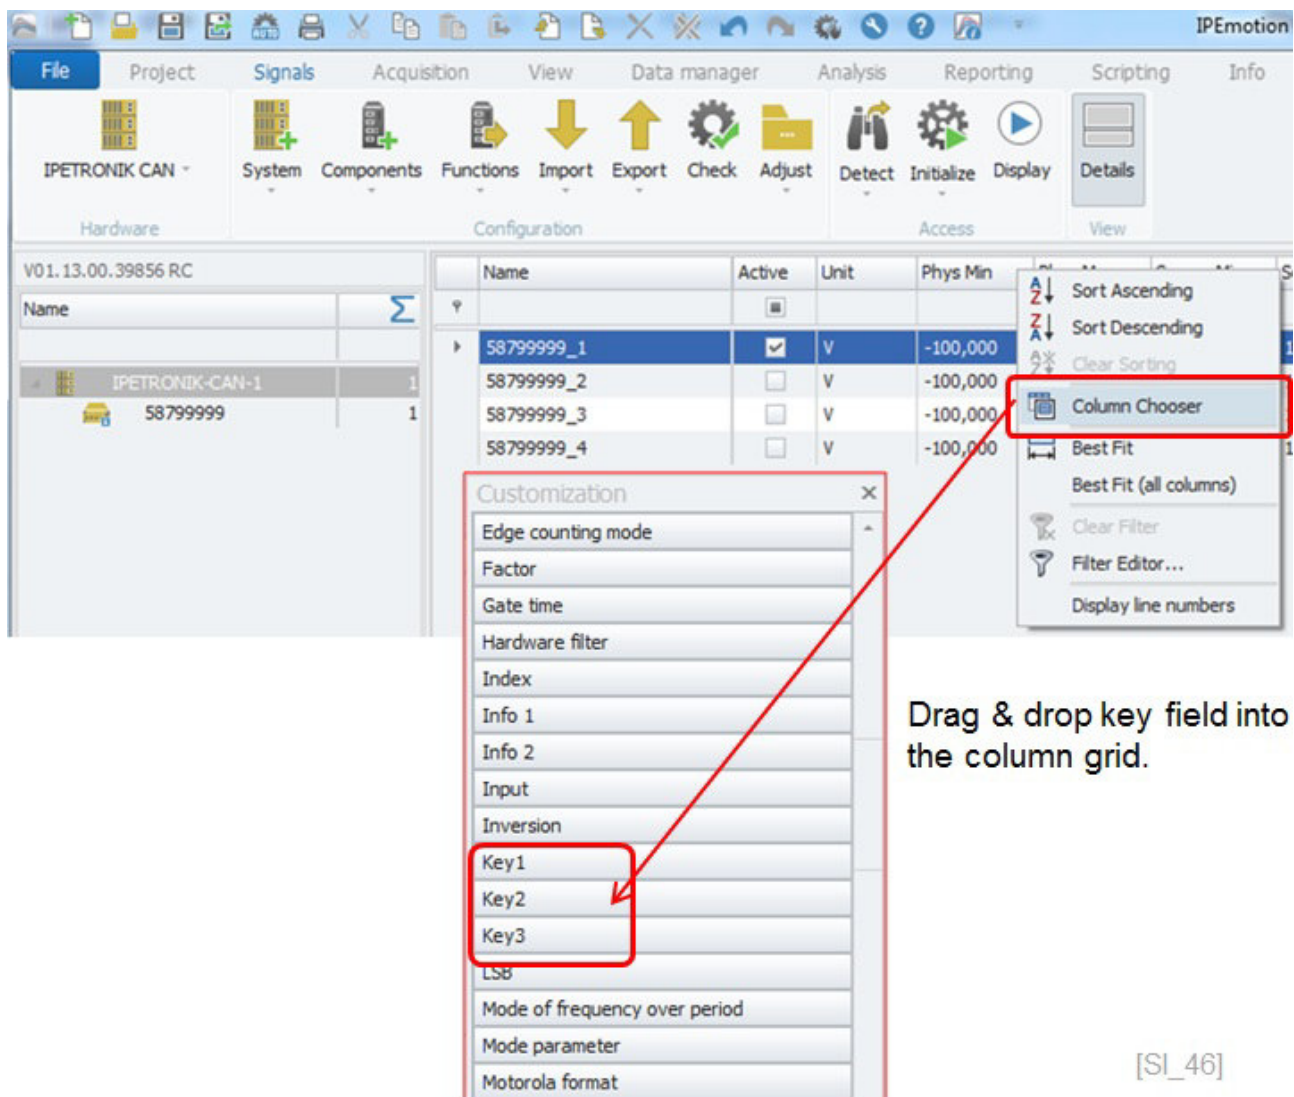 IPEmotion
File Project Signals Acquisition View Data manager Analysis Reporting Scripting Info
AUTO
IPETRONIK CAN System Components Functions Import Export Check Adjust Detect Initialize Display Details
Hardware Configuration Access View
V01.13.00.39856 RC
Name
IPETRONIK-CAN-1 1
58799999 1
Name Active Unit Phys Min
58799999_1 V -100,000
58799999_2 V -100,000
58799999_3 V -100,000
58799999_4 V -100,000
Sort Ascending
Sort Descending
Clear Sorting
Column Chooser
Best Fit
Best Fit (all columns)
Clear Filter
Filter Editor...
Display line numbers
Customization
Edge counting mode
Factor
Gate time
Hardware filter
Index
Info 1
Info 2
Input
Inversion
Key1
Key2
Key3
LSB
Mode of frequency over period
Mode parameter
Motorola format
Drag & drop key field into
the column grid.
[SI_46]